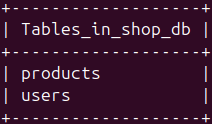 +-------------------+
| Tables_in_shop_db |
+-------------------+
| products          |
| users             |
+-------------------+